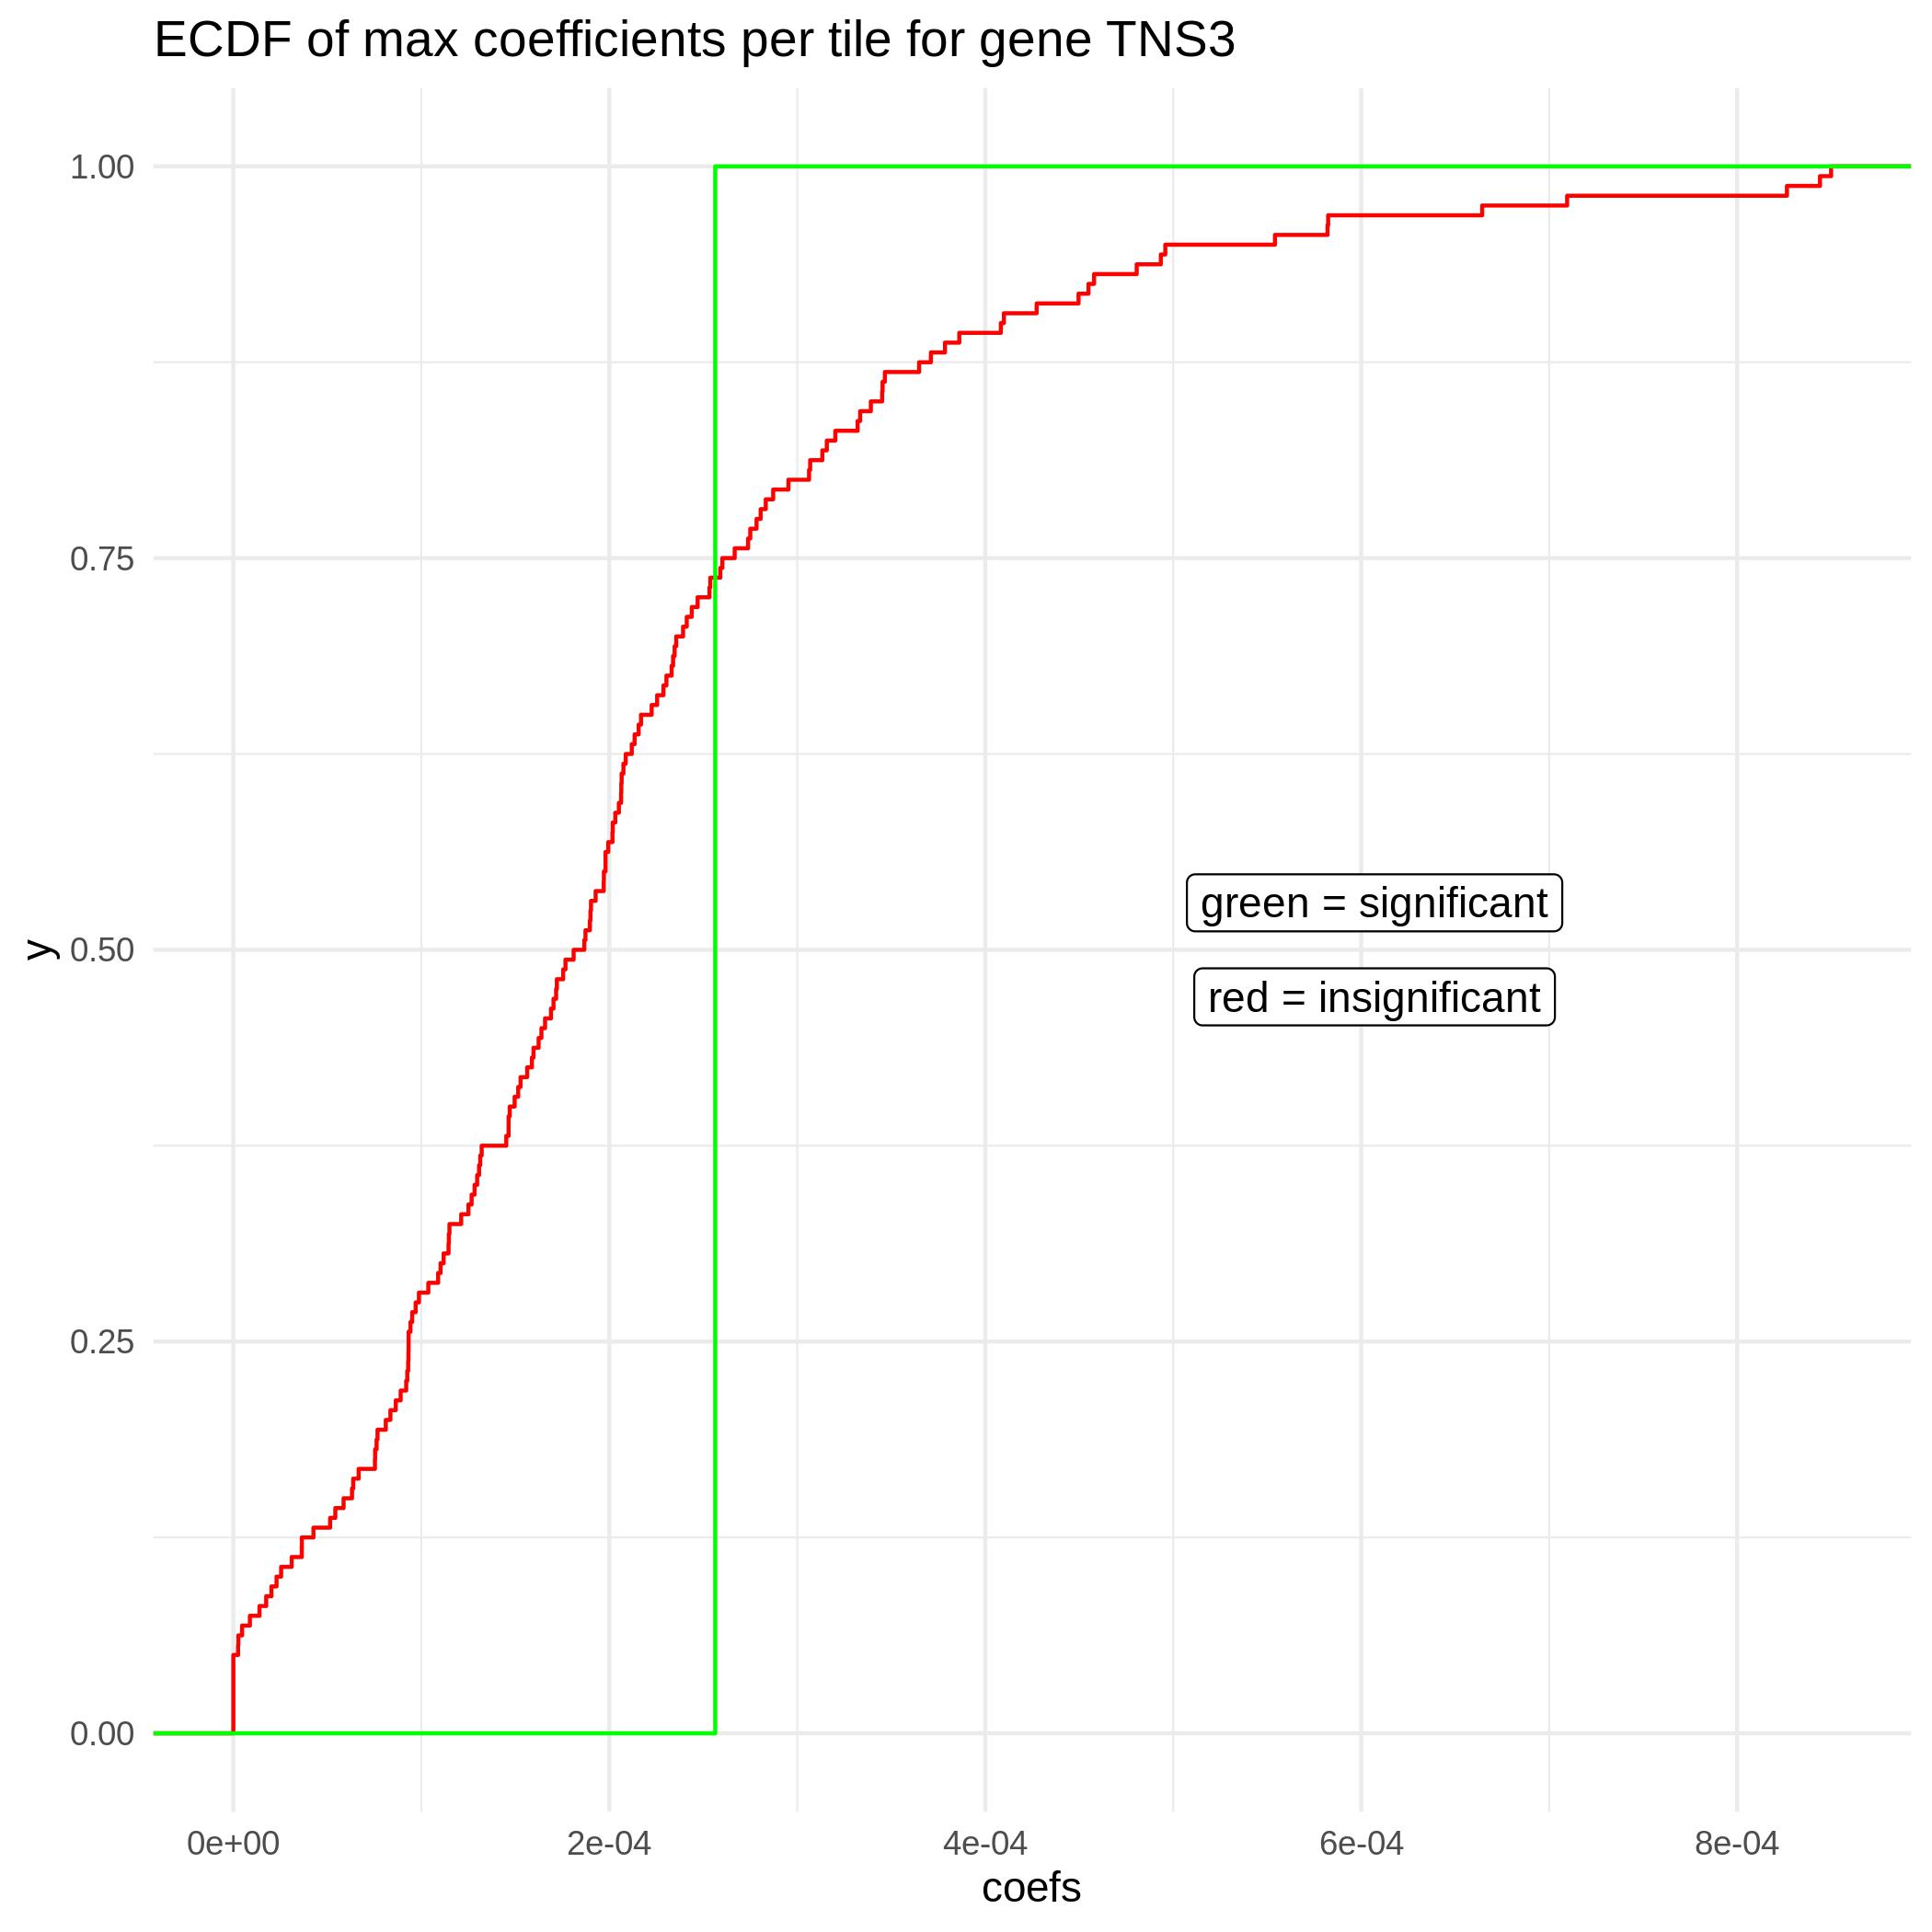 ECDF of max coefficients per tile for gene TNS3
1.00
0.75
0.50
0.25
0.00
y
green = significant
red = insignificant
0e+00 2e-04 4e-04 6e-04 8e-04
coefs